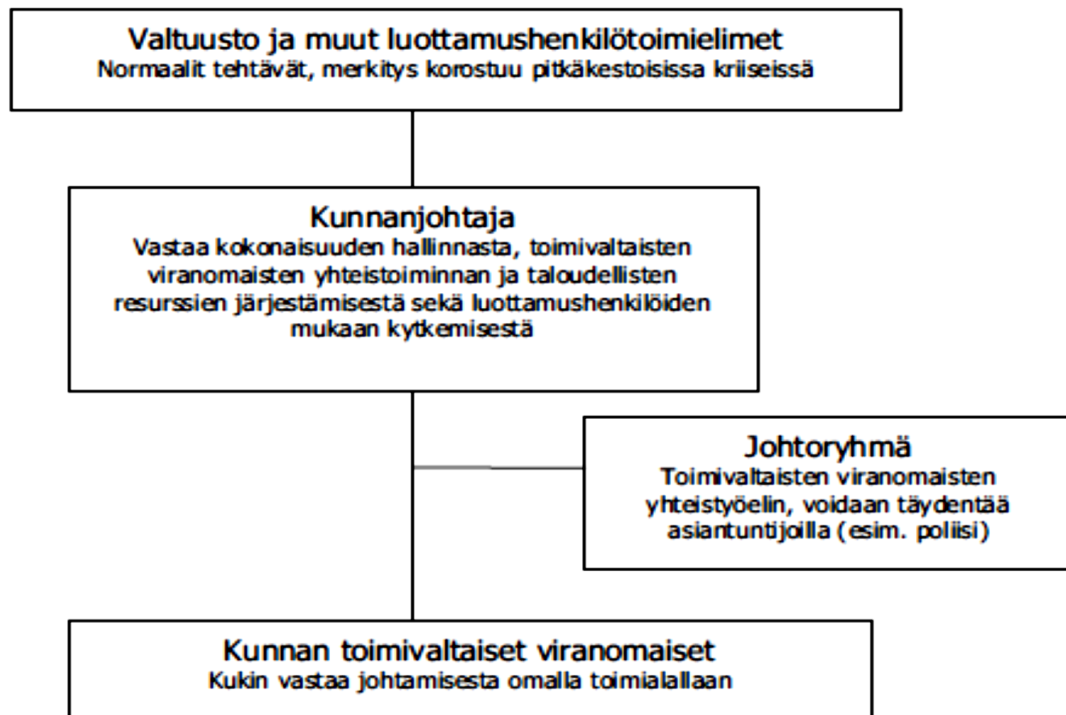 Valtuusto ja muut luottamushenkilötoimielimet
Normaalit tehtävät, merkitys korostuu pitkäkestoisissa kriiseissä
Kunnanjohtaja
Vastaa kokonaisuuden hallinnasta, toimivaltaisten
viranomaisten yhteistoiminnan ja taloudellisten
resurssien järjestämisestä sekä luottamushenkilöiden
mukaan kytkemisestä
Johtoryhmä
Toimivaltaisten viranomaisten
yhteistyöelin, voidaan täydentää
asiantuntijoilla (esim. poliisi)
Kunnan toimivaltaiset viranomaiset
Kukin vastaa johtamisesta omalla toimialallaan